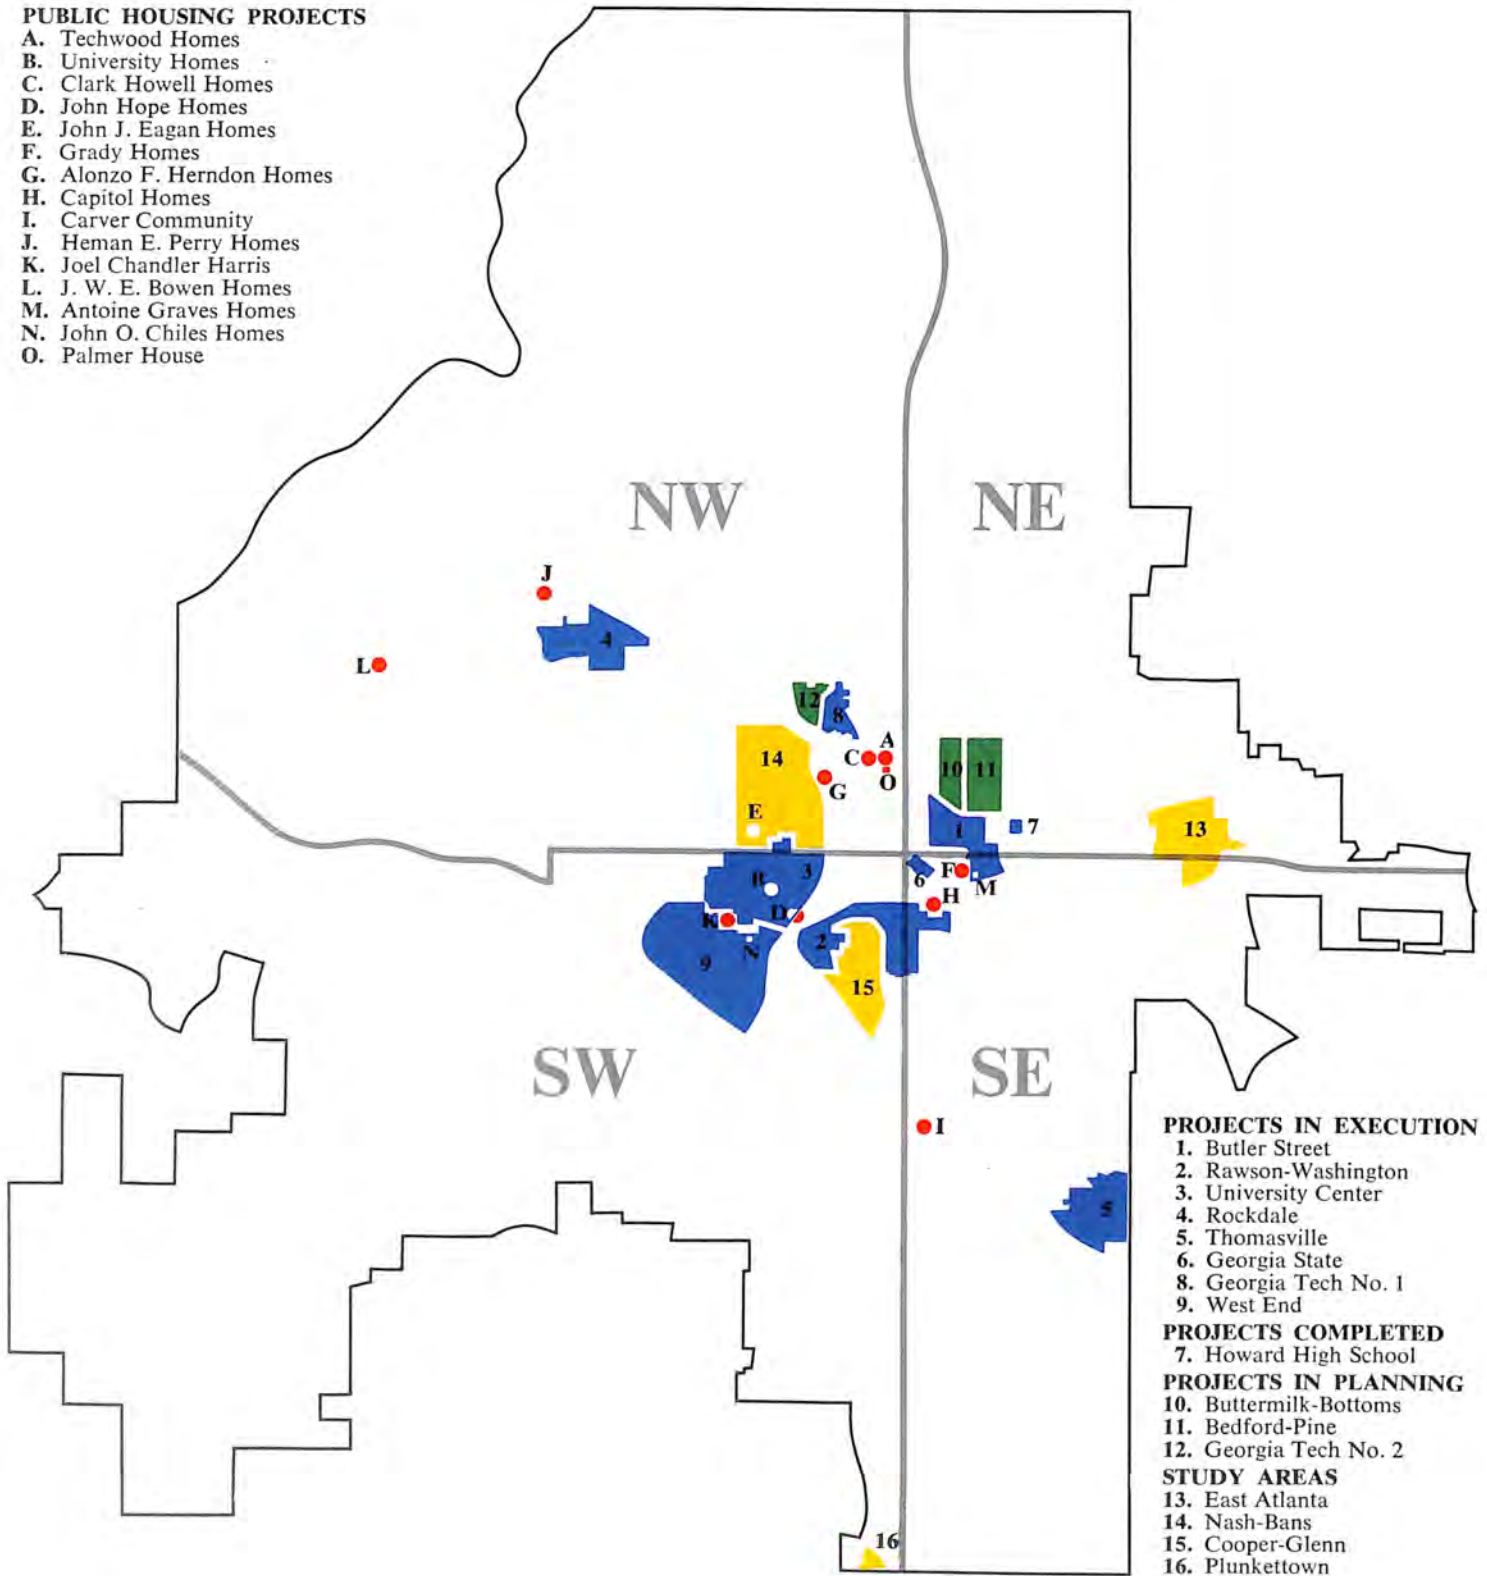 PUBLIC HOUSING PROJECTS
A. Techwood Homes
B. University Homes
C. Clark Howell Homes
D. John Hope Homes
E. John J. Eagan Homes
F. Grady Homes
G. Alonzo F. Herndon Homes
H. Capitol Homes
I. Carver Community
J. Heman E. Perry Homes
K. Joel Chandler Harris
L. J. W. E. Bowen Homes
M. Antoine Graves Homes
N. John O. Chiles Homes
O. Palmer House
NW
NE
J
4
L
12
8
A
C
O
14
G
10
11
E
1
7
13
B
3
6
F
M
H
K
D
2
N
9
15
SW
SE
I
5
16
PROJECTS IN EXECUTION
1. Butler Street
2. Rawson-Washington
3. University Center
4. Rockdale
5. Thomasville
6. Georgia State
8. Georgia Tech No. 1
9. West End
PROJECTS COMPLETED
7. Howard High School
PROJECTS IN PLANNING
10. Buttermilk-Bottoms
11. Bedford-Pine
12. Georgia Tech No. 2
STUDY AREAS
13. East Atlanta
14. Nash-Bans
15. Cooper-Glenn
16. Plunkettown